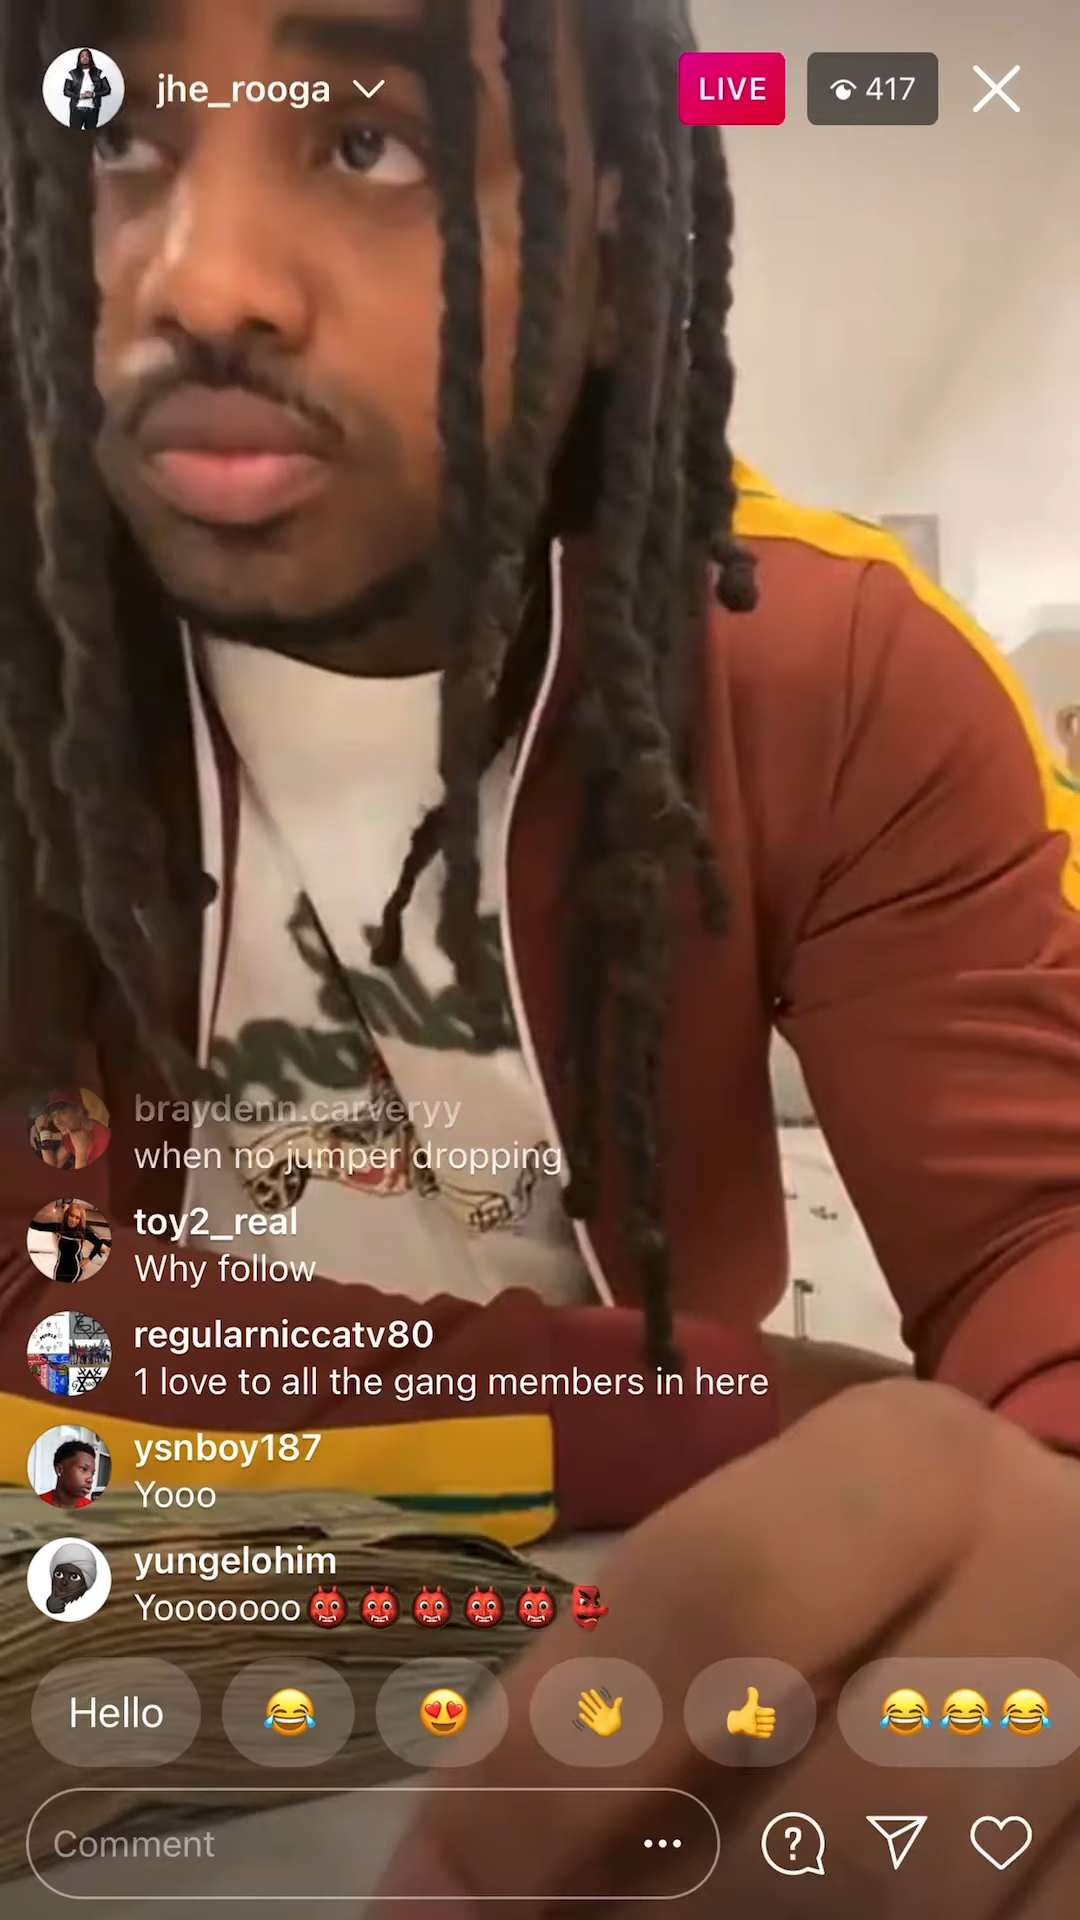 jhe_rooga
LIVE
417
braydenn.carveryy
when no jumper dropping
toy2_real
Why follow
regularniccatv80
1 love to all the gang members in here
ysnboy187
Yooo
yungelohim
Yooooooo👹👹👹👹👹👺
Hello 😂 😍 👋 👍 😂😂😂
Comment